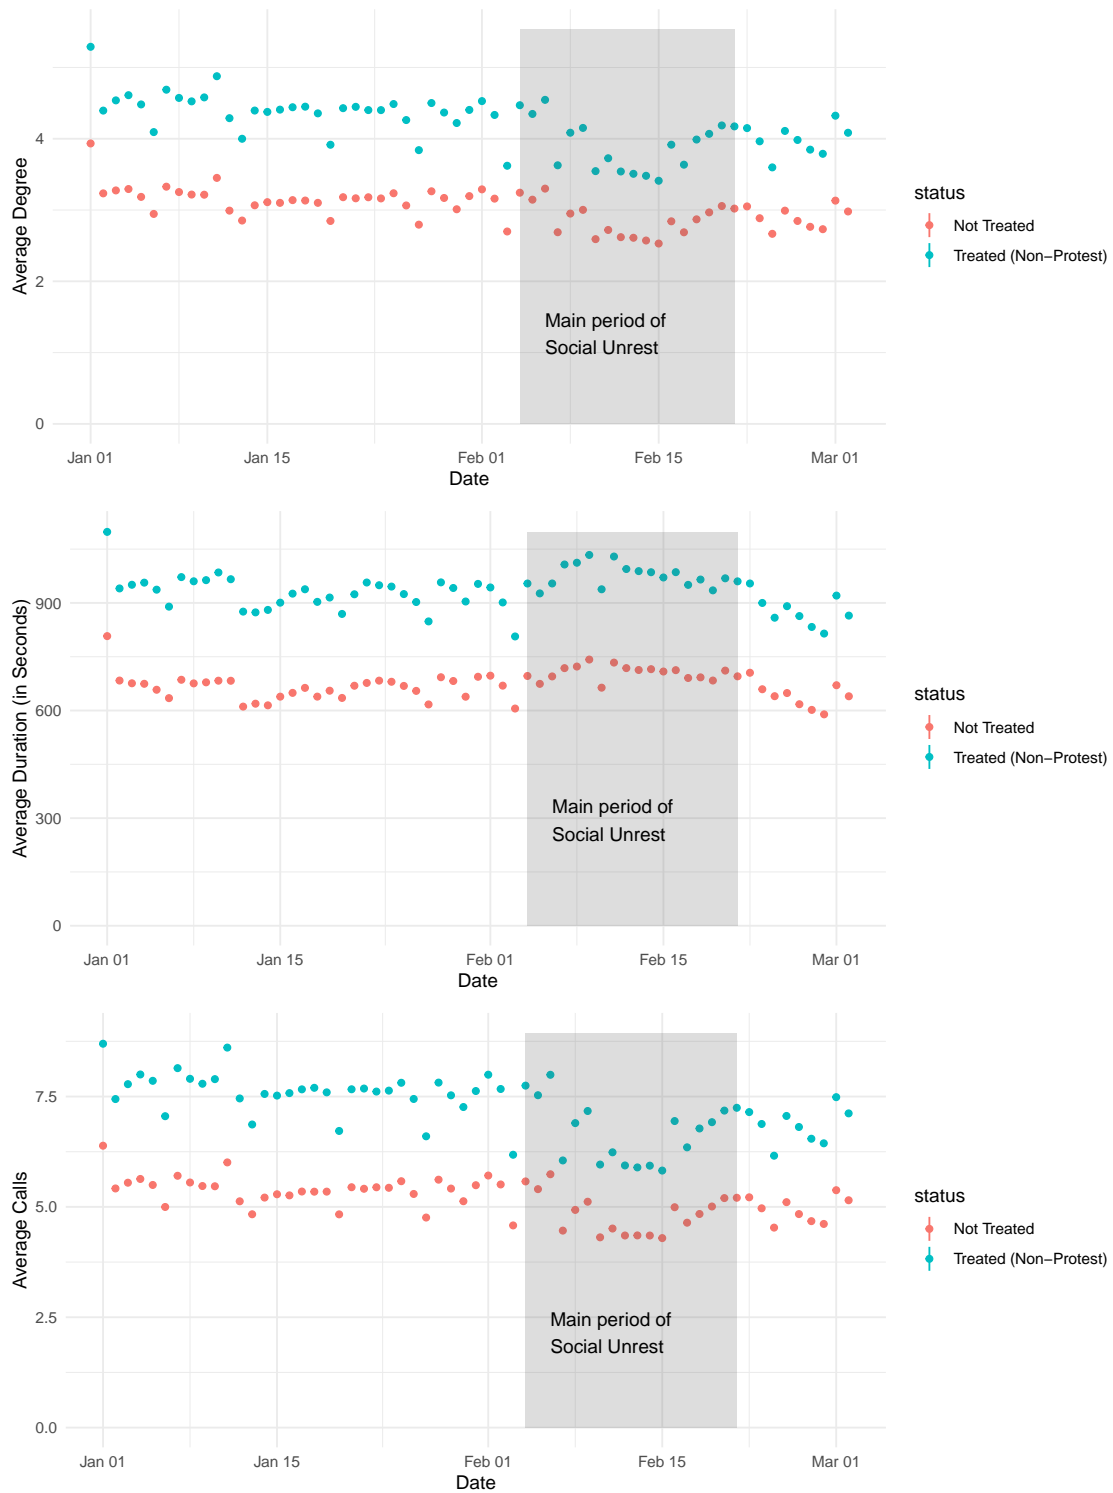 Average Degree
4
2
0
Main period of
Social Unrest
Jan 01
Jan 15
Feb 01
Feb 15
Mar 01
Date
status
Not Treated
Treated (Non−Protest)
Average Duration (in Seconds)
900
600
300
0
Main period of
Social Unrest
Jan 01
Jan 15
Feb 01
Feb 15
Mar 01
Date
status
Not Treated
Treated (Non−Protest)
Average Calls
7.5
5.0
2.5
0.0
Main period of
Social Unrest
Jan 01
Jan 15
Feb 01
Feb 15
Mar 01
Date
status
Not Treated
Treated (Non−Protest)